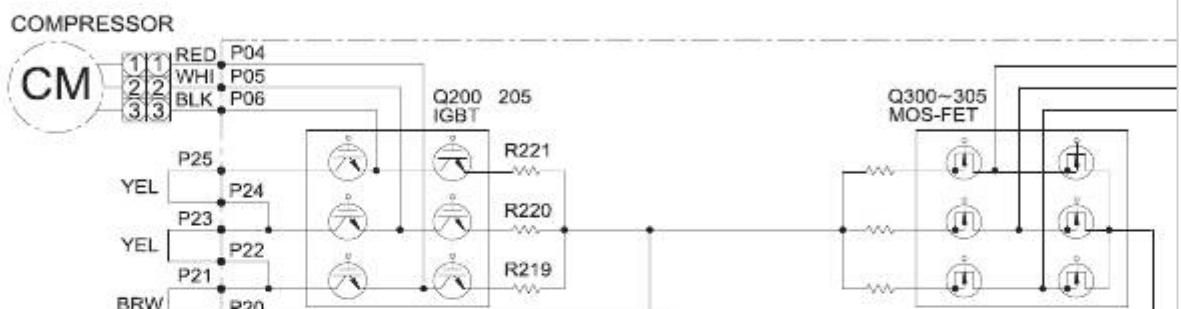 COMPRESSOR
CM
1 1 RED P04
2 2 WHI P05
3 3 BLK P06
Q200 205
IGBT
Q300~305
MOS-FET
P25
R221
YEL
P24
P23
R220
YEL
P22
P21
R219
BRW
P20